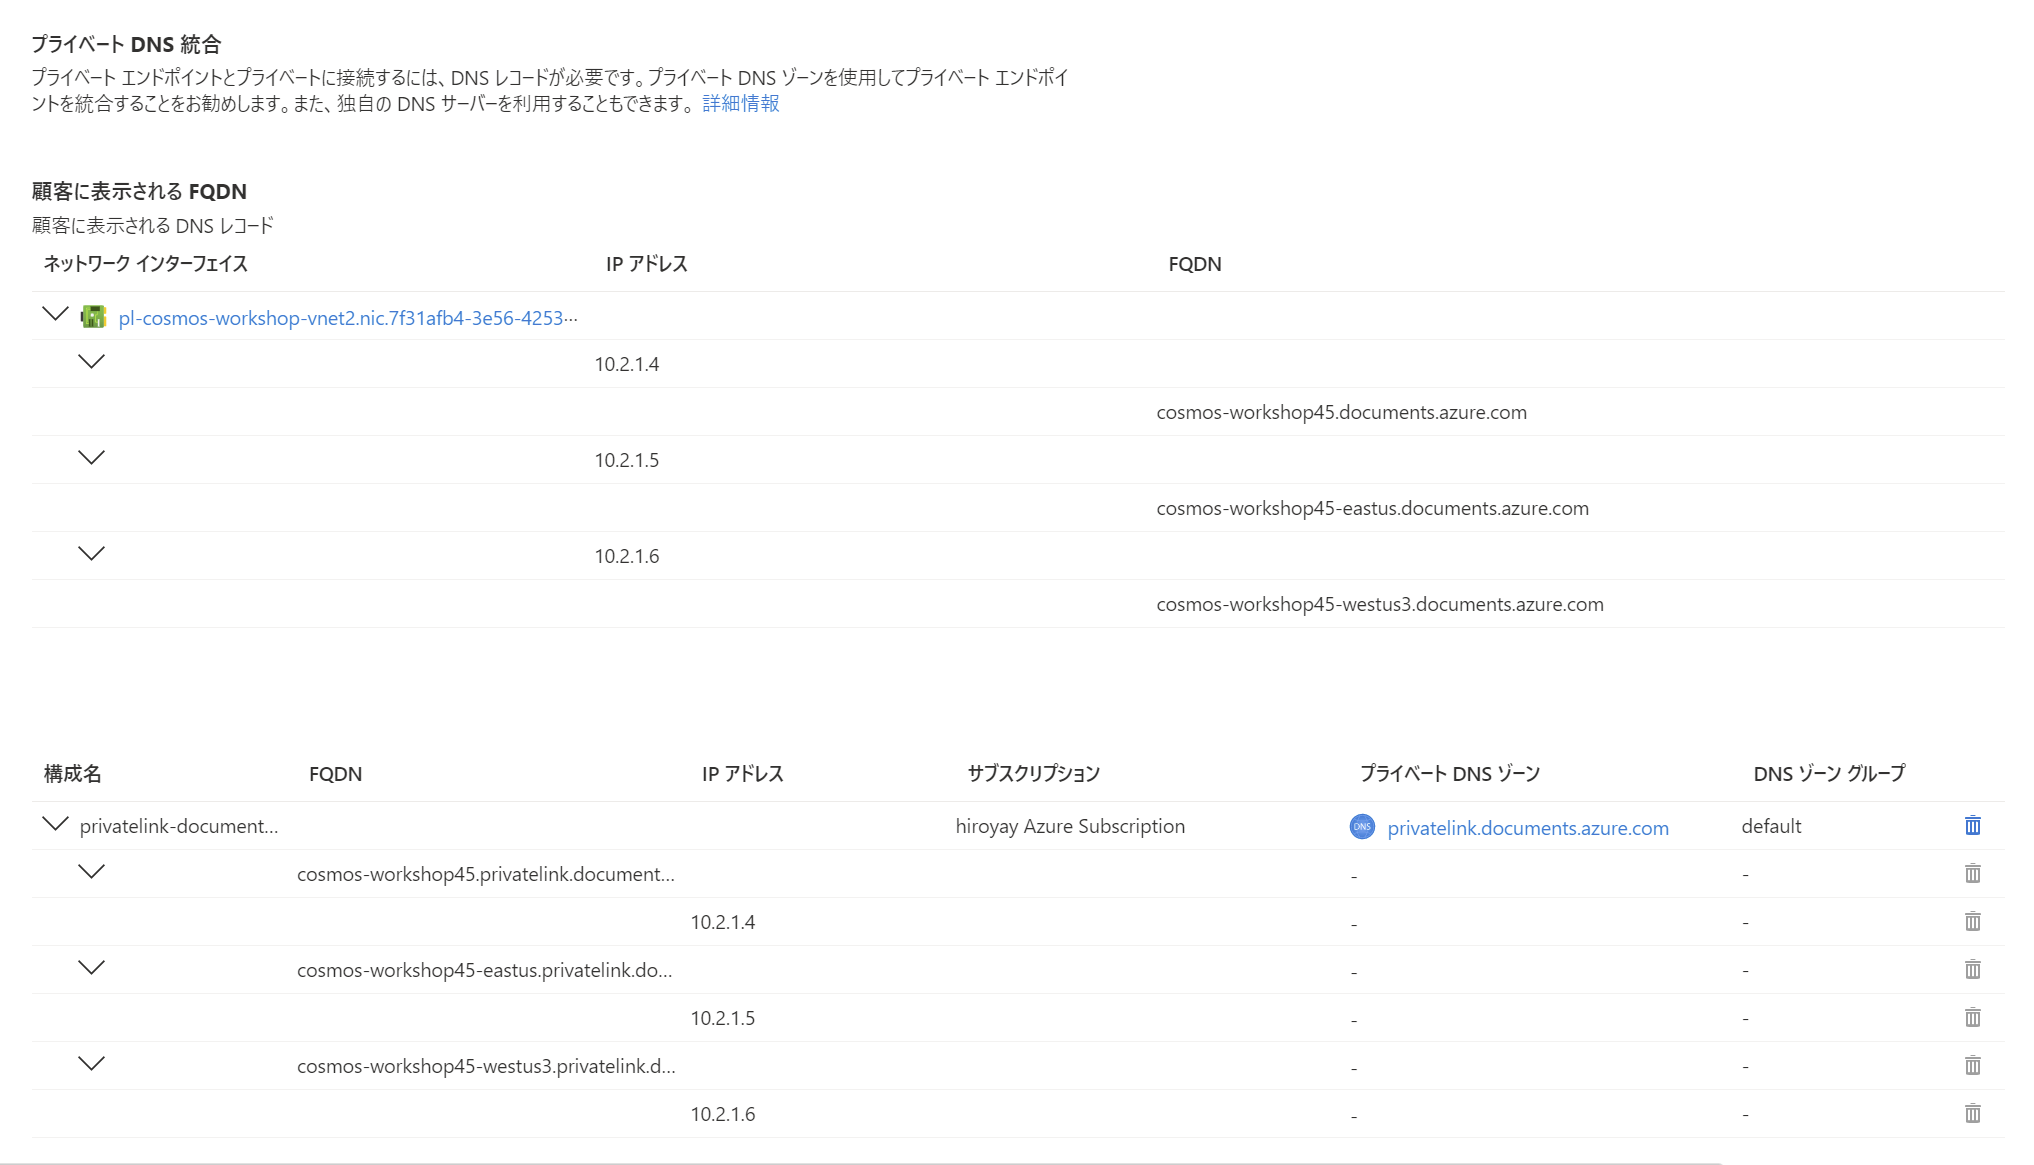 プライベート DNS 統合
プライベート エンドポイントとプライベートに接続するには、DNS レコードが必要です。プライベート DNS ゾーンを使用してプライベート エンドポイ
ントを統合することをお勧めします。また、独自の DNS サーバーを利用することもできます。 詳細情報
顧客に表示される FQDN
顧客に表示される DNS レコード
ネットワーク インターフェイス IP アドレス FQDN
pl-cosmos-workshop-vnet2.nic.7f31afb4-3e56-4253…
10.2.1.4
cosmos-workshop45.documents.azure.com
10.2.1.5
cosmos-workshop45-eastus.documents.azure.com
10.2.1.6
cosmos-workshop45-westus3.documents.azure.com
構成名 FQDN IP アドレス サブスクリプション プライベート DNS ゾーン DNS ゾーン グループ
privatelink-document... hiroyay Azure Subscription DNS privatelink.documents.azure.com default
cosmos-workshop45.privatelink.document... - -
10.2.1.4 - -
cosmos-workshop45-eastus.privatelink.do... - -
10.2.1.5 - -
cosmos-workshop45-westus3.privatelink.d... - -
10.2.1.6 - -